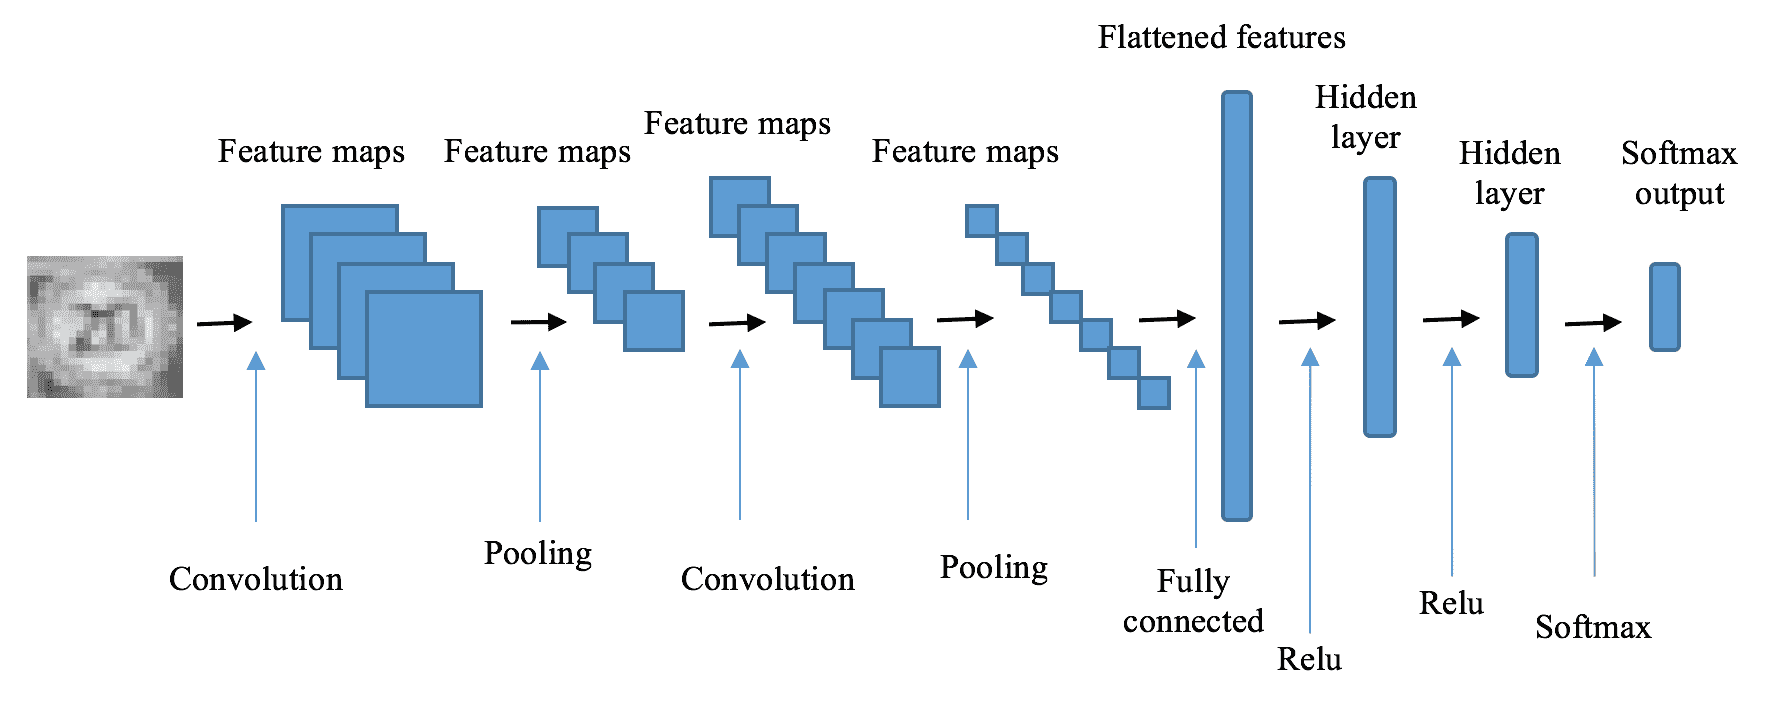 Flattened features
Hidden
layer
Feature maps
Feature maps
Feature maps
Feature maps
Hidden
layer
Softmax
output
Convolution
Pooling
Convolution
Pooling
Fully
connected
Relu
Relu
Softmax